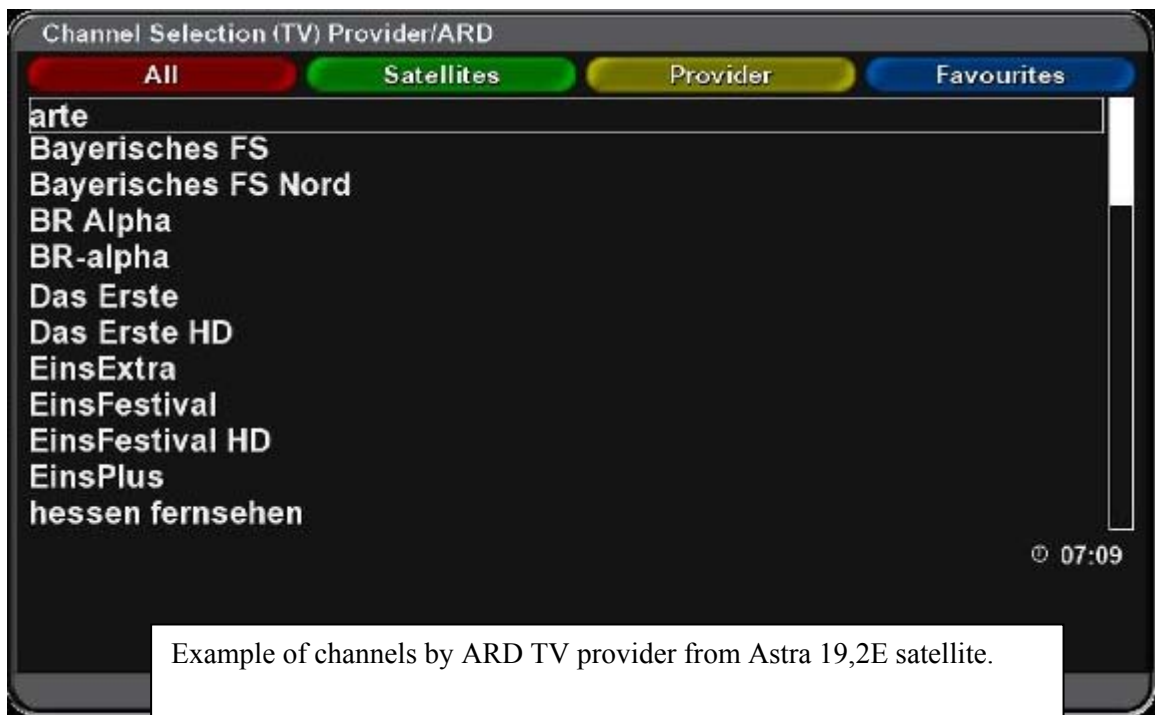 Channel Selection (TV) Provider/ARD
All Satellites Provider Favourites
arte
Bayerisches FS
Bayerisches FS Nord
BR Alpha
BR-alpha
Das Erste
Das Erste HD
EinsExtra
EinsFestival
EinsFestival HD
EinsPlus
hessen fernsehen
07:09
Example of channels by ARD TV provider from Astra 19,2E satellite.